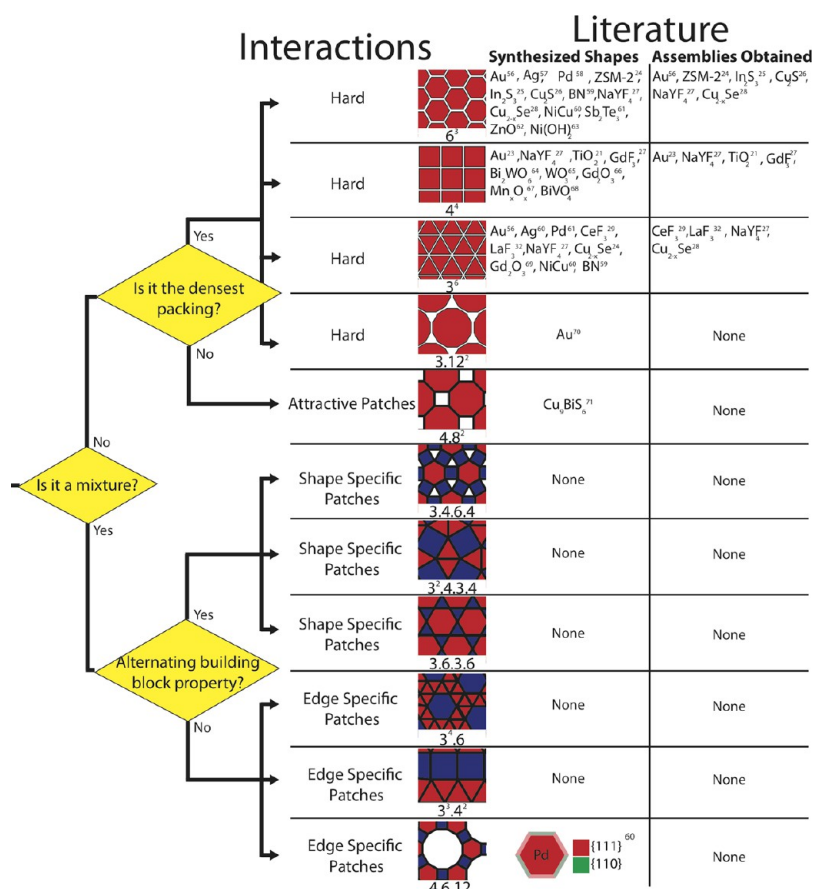 Literature
Interactions
Synthesized Shapes
Assemblies Obtained
Hard
6³
Au⁵⁶, Ag⁵⁷, Pd ⁵⁸, ZSM-2²⁴,
In₂S₃²⁵, Cu₂S²⁶, BN⁵⁹,NaYF₄²⁷,
Cu₂₋ₓSe²⁸, NiCu⁶⁰, Sb₂Te₃⁶¹,
ZnO⁶², Ni(OH)₂⁶³
Au⁵⁶, ZSM-2²⁴, In₂S₃²⁵, Cu₂S²⁶,
NaYF₄²⁷, Cu₂₋ₓSe²⁸
Hard
4⁴
Au²³,NaYF₄²⁷,TiO₂²¹, GdF₃²⁷,
Bi₂WO₆⁶⁴, WO₃⁶⁵, Gd₂O₃⁶⁶,
MnₓOₓ⁶⁷, BiVO₄⁶⁸
Au²³, NaYF₄²⁷, TiO₂²¹, GdF₃²⁷
Yes
Is it the densest
packing?
No
Hard
3⁶
Au⁵⁶, Ag⁶⁰, Pd⁶¹, CeF₃²⁹,
LaF₃³²,NaYF₄²⁷, Cu₂₋ₓSe²⁴,
Gd₂O₃⁶⁹, NiCu⁶⁰, BN⁵⁹
CeF₃²⁹,LaF₃³², NaYF₄²⁷,
Cu₂₋ₓSe²⁸
Hard
3.12²
Au⁷⁰
None
Attractive Patches
4.8²
Cu₉BiS₆⁷¹
None
No
Is it a mixture?
Yes
Shape Specific
Patches
3.4.6.4
None
None
Shape Specific
Patches
3².4.3.4
None
None
Yes
Alternating building
block property?
No
Shape Specific
Patches
3.6.3.6
None
None
Edge Specific
Patches
3⁴.6
None
None
Edge Specific
Patches
3³.4²
None
None
Edge Specific
Patches
4.6.12
Pd
{111} ⁶⁰
{110}
None